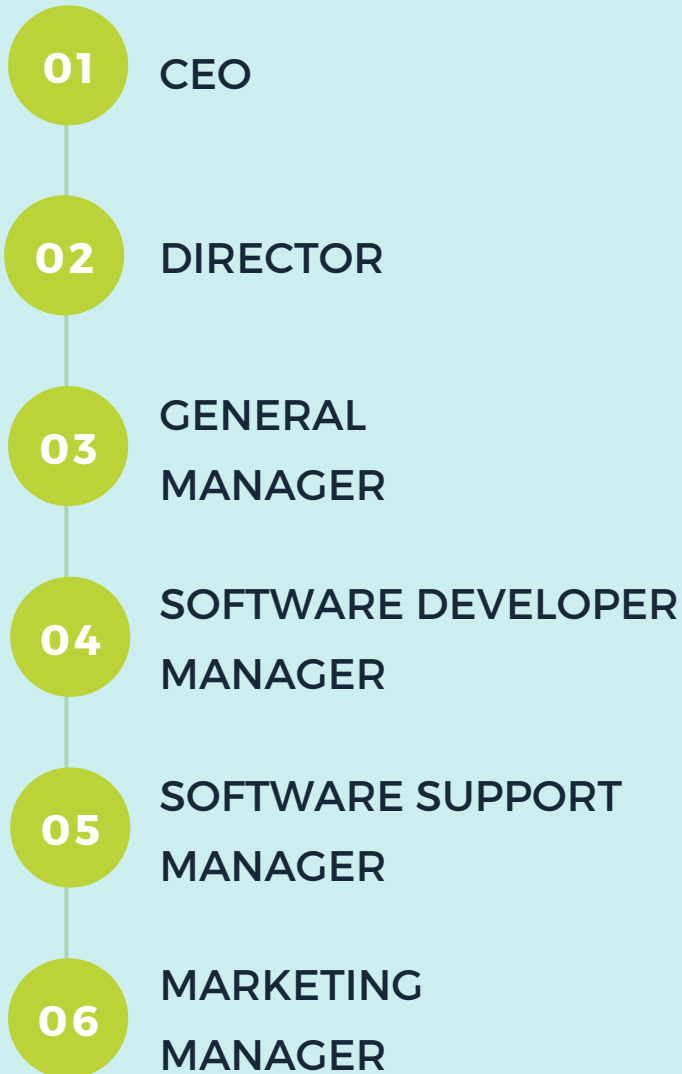 01
CEO
02
DIRECTOR
03
GENERAL
MANAGER
04
SOFTWARE DEVELOPER
MANAGER
05
SOFTWARE SUPPORT
MANAGER
06
MARKETING
MANAGER